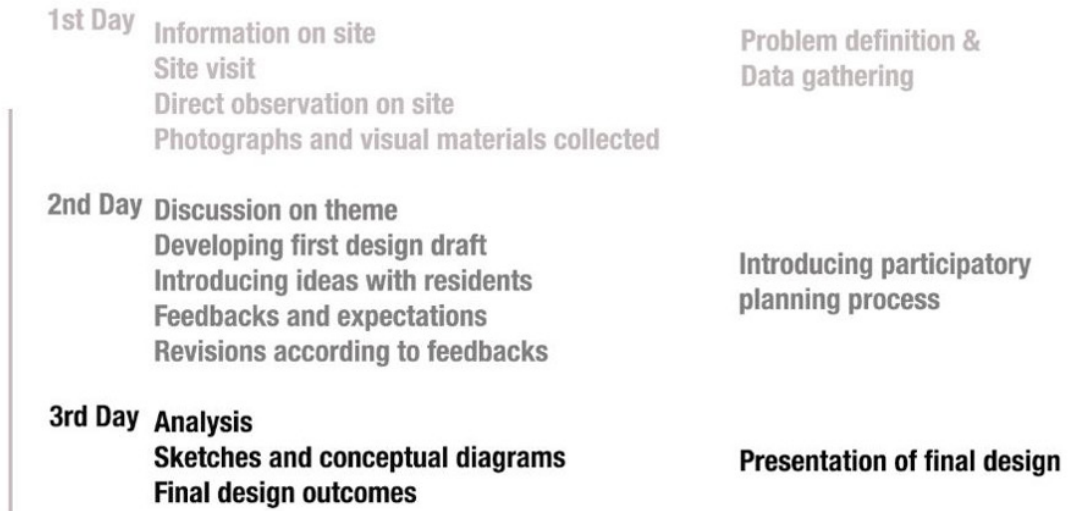 1st Day
Information on site
Site visit
Direct observation on site
Photographs and visual materials collected
Problem definition &
Data gathering
2nd Day
Discussion on theme
Developing first design draft
Introducing ideas with residents
Feedbacks and expectations
Revisions according to feedbacks
Introducing participatory
planning process
3rd Day
Analysis
Sketches and conceptual diagrams
Final design outcomes
Presentation of final design